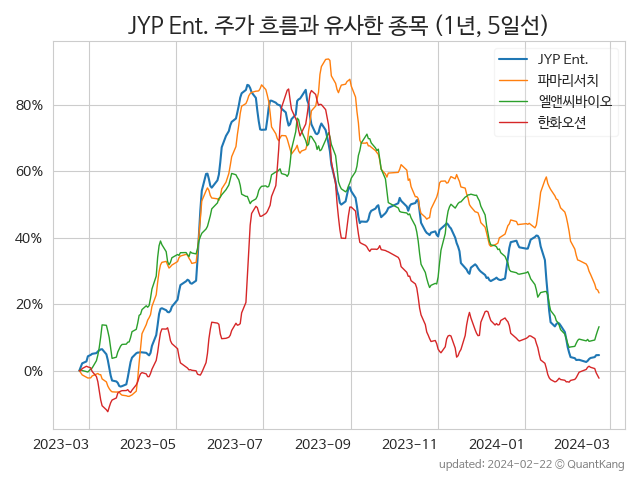 JYP Ent. 주가 흐름과 유사한 종목 (1년, 5일선)
JYP Ent.
파마리서치
엘앤씨바이오
한화오션
80%
60%
40%
20%
0%
2023-03 2023-05 2023-07 2023-09 2023-11 2024-01 2024-03
updated: 2024-02-22 © QuantKang